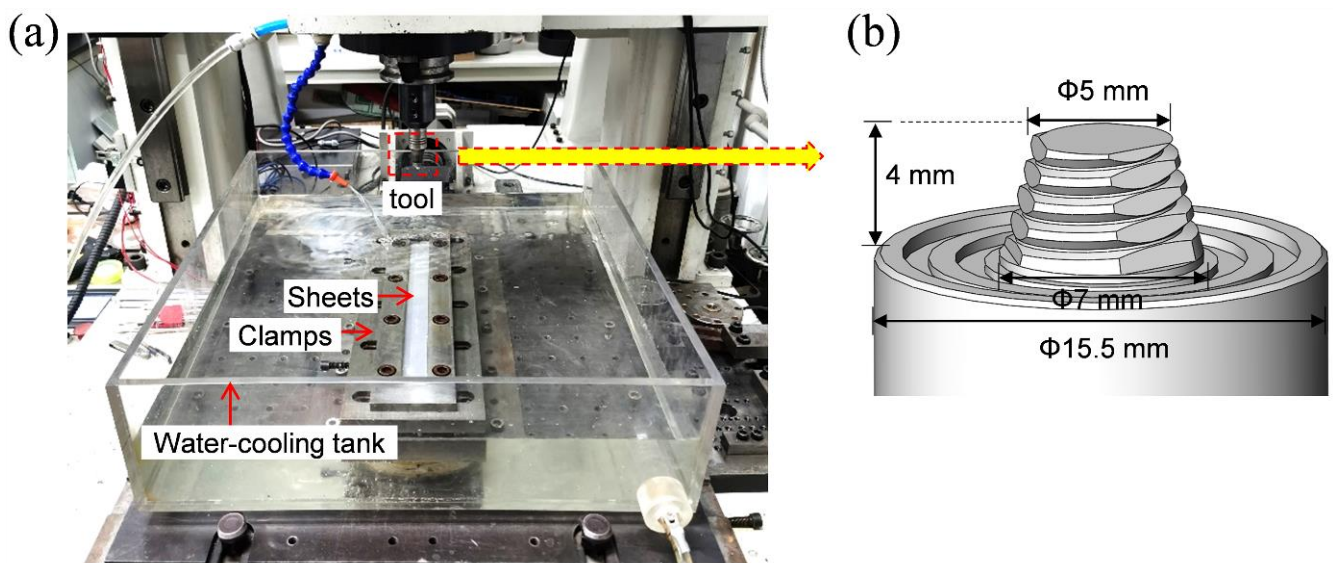 (a)
tool
Sheets
Clamps
Water-cooling tank
(b)
Φ5 mm
4 mm
Φ7 mm
Φ15.5 mm